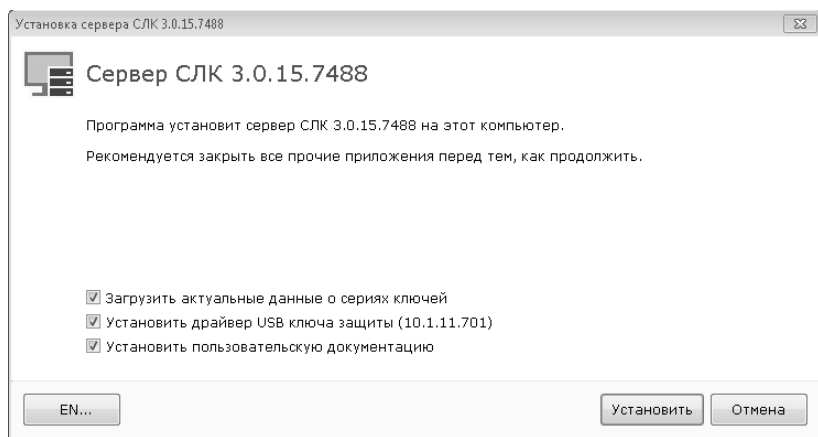 Установка сервера СЛК 3.0.15.7488
Сервер СЛК 3.0.15.7488
Программа установит сервер СЛК 3.0.15.7488 на этот компьютер.
Рекомендуется закрыть все прочие приложения перед тем, как продолжить.
Загрузить актуальные данные о сериях ключей
Установить драйвер USB ключа защиты (10.1.11.701)
Установить пользовательскую документацию
EN...
Установить
Отмена